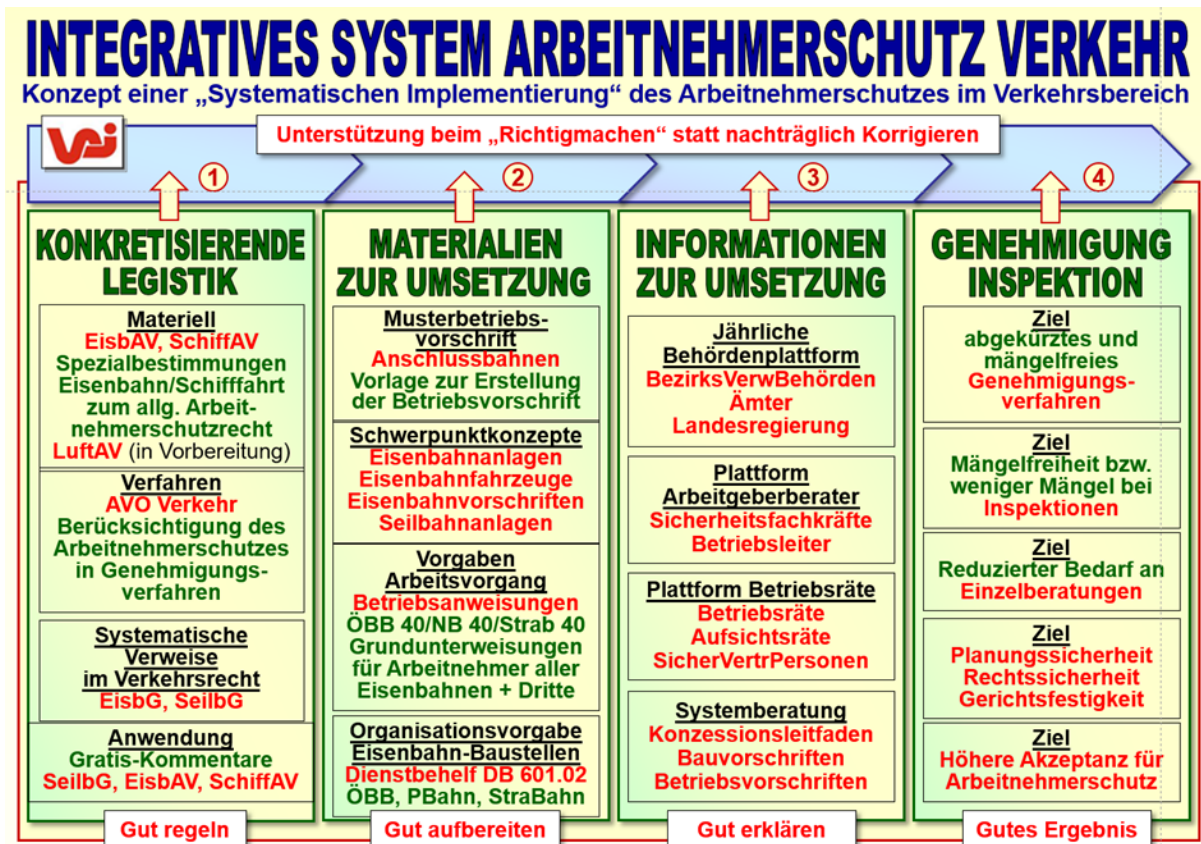 INTEGRATIVES SYSTEM ARBEITNEHMERSCHUTZ VERKEHR
Konzept einer „Systematischen Implementierung“ des Arbeitnehmerschutzes im Verkehrsbereich
Unterstützung beim „Richtigmachen“ statt nachträglich Korrigieren
1
KONKRETISIERENDE
LEGISTIK
Materiell
EisbAV, SchiffAV
Spezialbestimmungen
Eisenbahn/Schifffahrt
zum allg. Arbeit-
nehmerschutzrecht
LuftAV (in Vorbereitung)
Verfahren
AVO Verkehr
Berücksichtigung des
Arbeitnehmerschutzes
in Genehmigungs-
verfahren
Systematische
Verweise
im Verkehrsrecht
EisbG, SeilbG
Anwendung
Gratis-Kommentare
SeilbG, EisbAV, SchiffAV
Gut regeln
2
MATERIALIEN
ZUR UMSETZUNG
Musterbetriebs-
vorschrift
Anschlussbahnen
Vorlage zur Erstellung
der Betriebsvorschrift
Schwerpunktkonzepte
Eisenbahnanlagen
Eisenbahnfahrzeuge
Eisenbahnvorschriften
Seilbahnanlagen
Vorgaben
Arbeitsvorgang
Betriebsanweisungen
ÖBB 40/NB 40/Strab 40
Grundunterweisungen
für Arbeitnehmer aller
Eisenbahnen + Dritte
Organisationsvorgabe
Eisenbahn-Baustellen
Dienstbehelf DB 601.02
ÖBB, PBahn, StraBahn
Gut aufbereiten
3
INFORMATIONEN
ZUR UMSETZUNG
Jährliche
Behördenplattform
BezirksVerwBehörden
Ämter
Landesregierung
Plattform
Arbeitgeberberater
Sicherheitsfachkräfte
Betriebsleiter
Plattform Betriebsräte
Betriebsräte
Aufsichtsräte
SicherVertrPersonen
Systemberatung
Konzessionsleitfaden
Bauvorschriften
Betriebsvorschriften
Gut erklären
4
GENEHMIGUNG
INSPEKTION
Ziel
abgekürztes und
mängelfreies
Genehmigungs-
verfahren
Ziel
Mängelfreiheit bzw.
weniger Mängel bei
Inspektionen
Ziel
Reduzierter Bedarf an
Einzelberatungen
Ziel
Planungssicherheit
Rechtssicherheit
Gerichtsfestigkeit
Ziel
Höhere Akzeptanz für
Arbeitnehmerschutz
Gutes Ergebnis